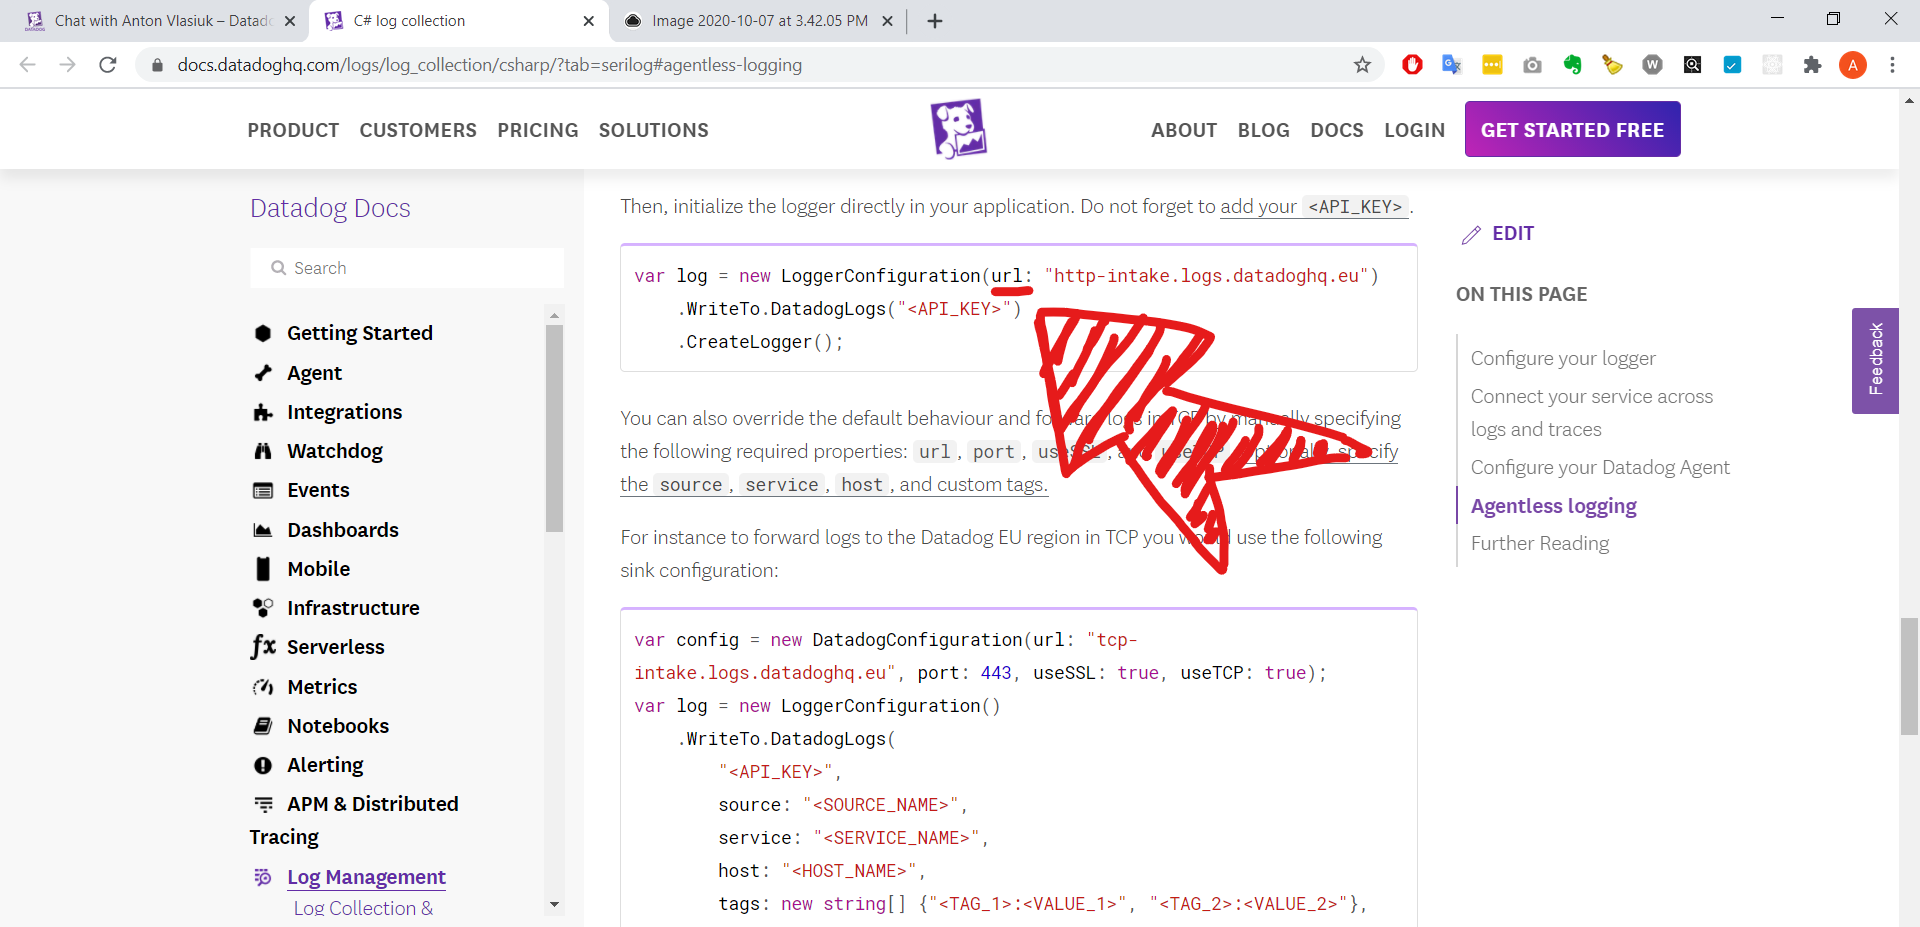 Chat with Anton Vlasiuk – Datad
C# log collection
Image 2020-10-07 at 3.42.05 PM
docs.datadoghq.com/logs/log_collection/csharp/?tab=serilog#agentless-logging
A
PRODUCT CUSTOMERS PRICING SOLUTIONS
ABOUT BLOG DOCS LOGIN GET STARTED FREE
Datadog Docs
Search
Getting Started
Agent
Integrations
Watchdog
Events
Dashboards
Mobile
Infrastructure
Serverless
Metrics
Notebooks
Alerting
APM & Distributed
Tracing
Log Management
Log Collection &
Then, initialize the logger directly in your application. Do not forget to add your <API_KEY>.
var log = new LoggerConfiguration(url: "http-intake.logs.datadoghq.eu")
.WriteTo.DatadogLogs("<API_KEY>")
.CreateLogger();
You can also override the default behaviour and forward logs in TCP by manually specifying
the following required properties: url, port, useSSL, and useTCP. Optionally, specify
the source, service, host, and custom tags.
For instance to forward logs to the Datadog EU region in TCP you would use the following
sink configuration:
var config = new DatadogConfiguration(url: "tcp-
intake.logs.datadoghq.eu", port: 443, useSSL: true, useTCP: true);
var log = new LoggerConfiguration()
.WriteTo.DatadogLogs(
"<API_KEY>",
source: "<SOURCE_NAME>",
service: "<SERVICE_NAME>",
host: "<HOST_NAME>",
tags: new string[] {"<TAG_1>:<VALUE_1>", "<TAG_2>:<VALUE_2>"},
EDIT
ON THIS PAGE
Configure your logger
Connect your service across
logs and traces
Configure your Datadog Agent
Agentless logging
Further Reading
Feedback